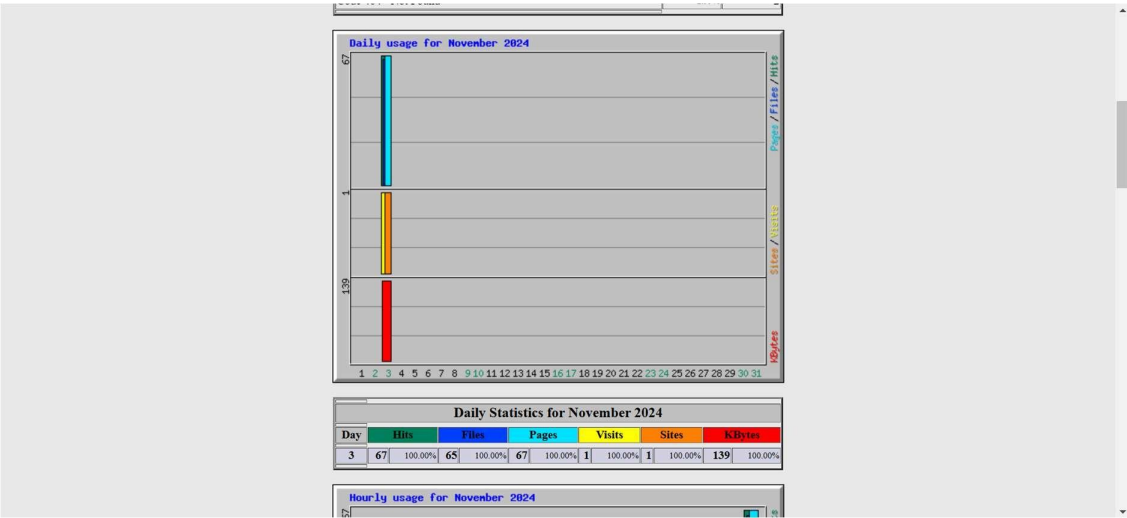 Daily usage for November 2024
67
Pages / Files / Hits
1
Sites / Visits
139
KBytes
1 2 3 4 5 6 7 8 9 10 11 12 13 14 15 16 17 18 19 20 21 22 23 24 25 26 27 28 29 30 31
Daily Statistics for November 2024
Day Hits Files Pages Visits Sites KBytes
3 67 100.00% 65 100.00% 67 100.00% 1 100.00% 1 100.00% 139 100.00%
Hourly usage for November 2024